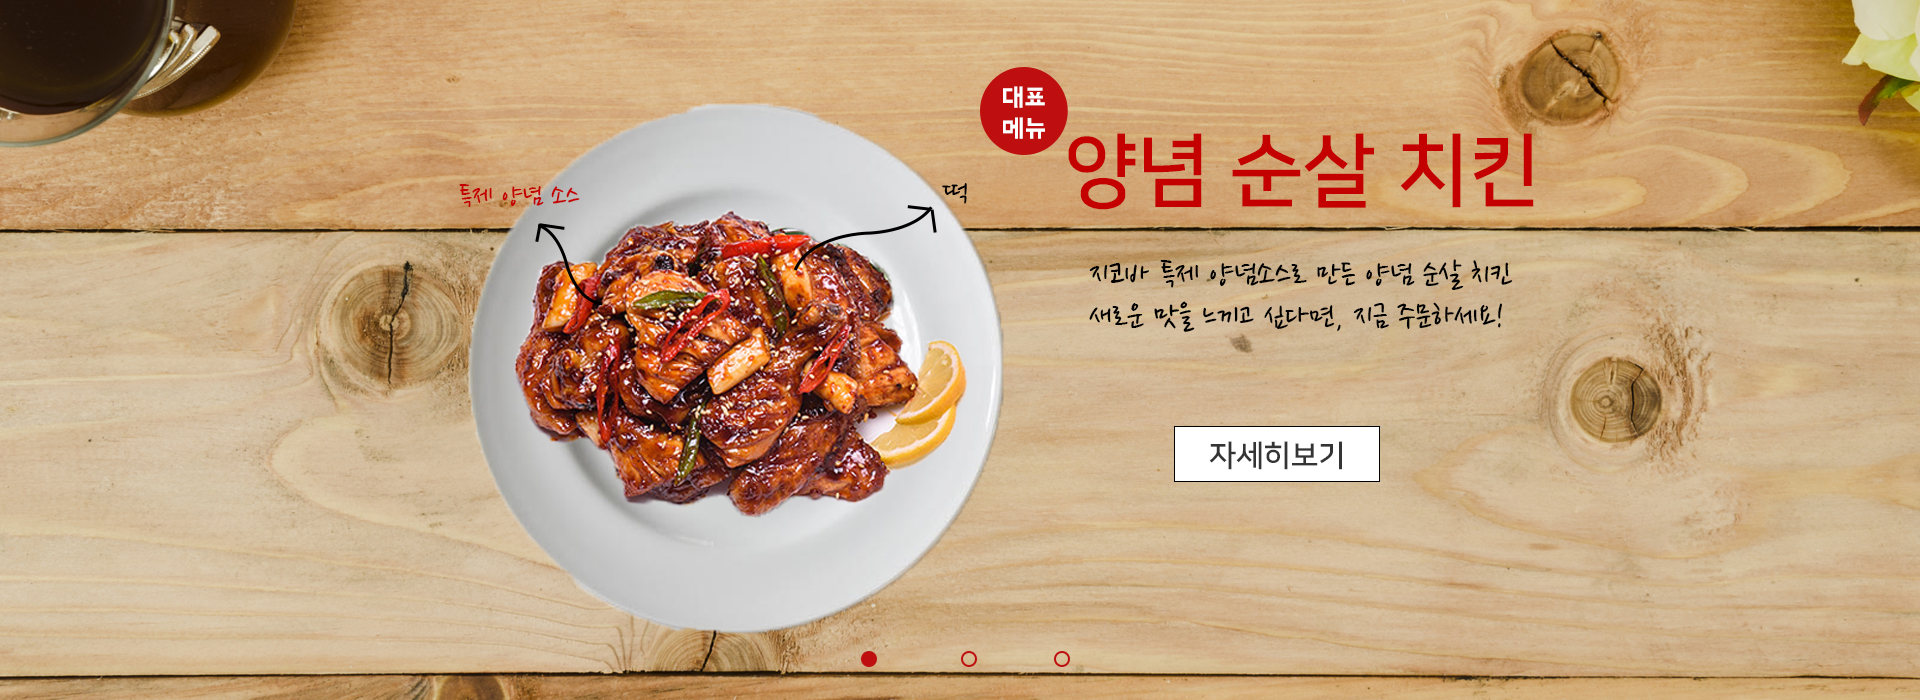 대표
메뉴
양념 순살 치킨
특제 양념 소스
떡
지코바 특제 양념소스로 만든 양념 순살 치킨
새로운 맛을 느끼고 싶다면, 지금 주문하세요!
자세히보기